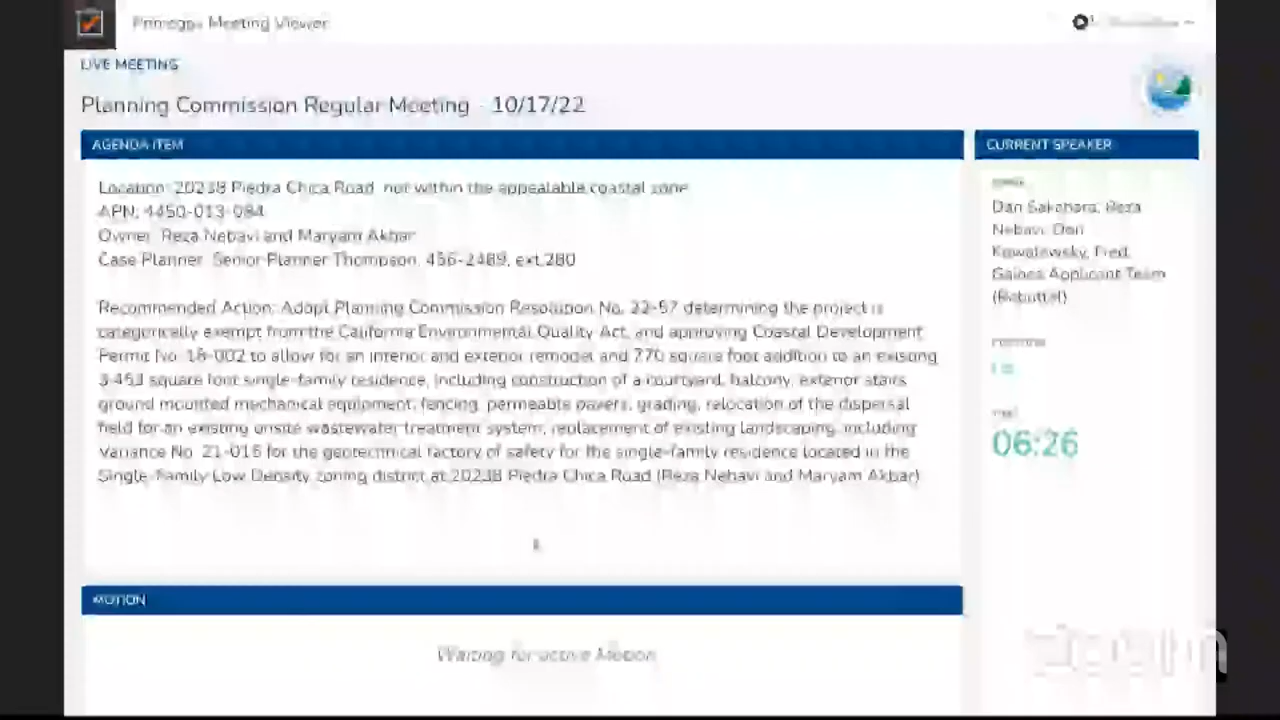 Primegov Meeting Viewer
LIVE MEETING
Planning Commission Regular Meeting - 10/17/22
AGENDA ITEM
CURRENT SPEAKER
Location: 20238 Piedra Chica Road, not within the appealable coastal zone
APN: 4450-013-084
Owner: Reza Nebavi and Maryam Akbar
Case Planner: Senior Planner Thompson, 456-2489, ext.280
Recommended Action: Adopt Planning Commission Resolution No. 22-57 determining the project is
categorically exempt from the California Environmental Quality Act, and approving Coastal Development
Permit No. 18-002 to allow for an interior and exterior remodel and 770 square foot addition to an existing
3,453 square foot single-family residence, including construction of a courtyard, balcony, exterior stairs,
ground mounted mechanical equipment, fencing, permeable pavers, grading, relocation of the dispersal
field for an existing onsite wastewater treatment system, replacement of existing landscaping, including
Variance No. 21-016 for the geotechnical factory of safety for the single-family residence located in the
Single-Family Low Density zoning district at 20238 Piedra Chica Road (Reza Nebavi and Maryam Akbar)
Dan Sakahara, Reza
Nebavi, Don
Kowalewsky, Fred
Gaines Applicant Team
(Rebuttal)
06:26
MOTION
Waiting for active Motion
zoom